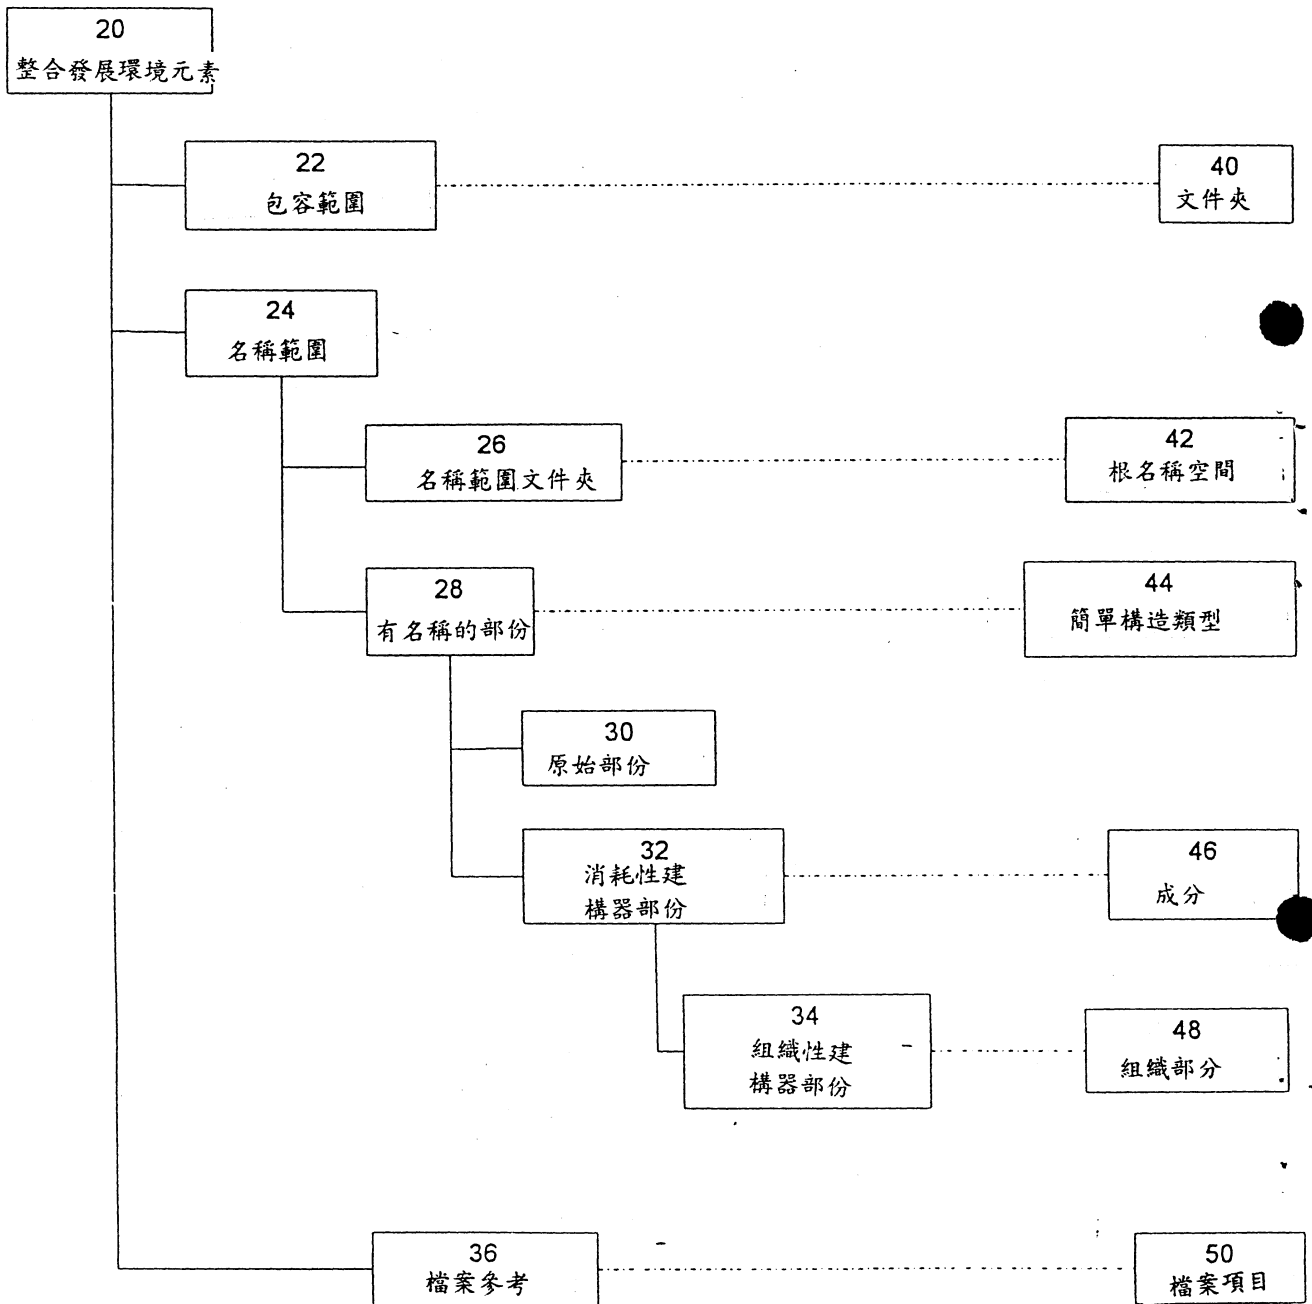 20
整合發展環境元素
22
包容範圍
40
文件夾
24
名稱範圍
26
名稱範圍文件夾
42
根名稱空間
28
有名稱的部份
44
簡單構造類型
30
原始部份
32
消耗性建
構器部份
46
成分
34
組織性建
構器部份
48
組織部分
36
檔案參考
50
檔案項目